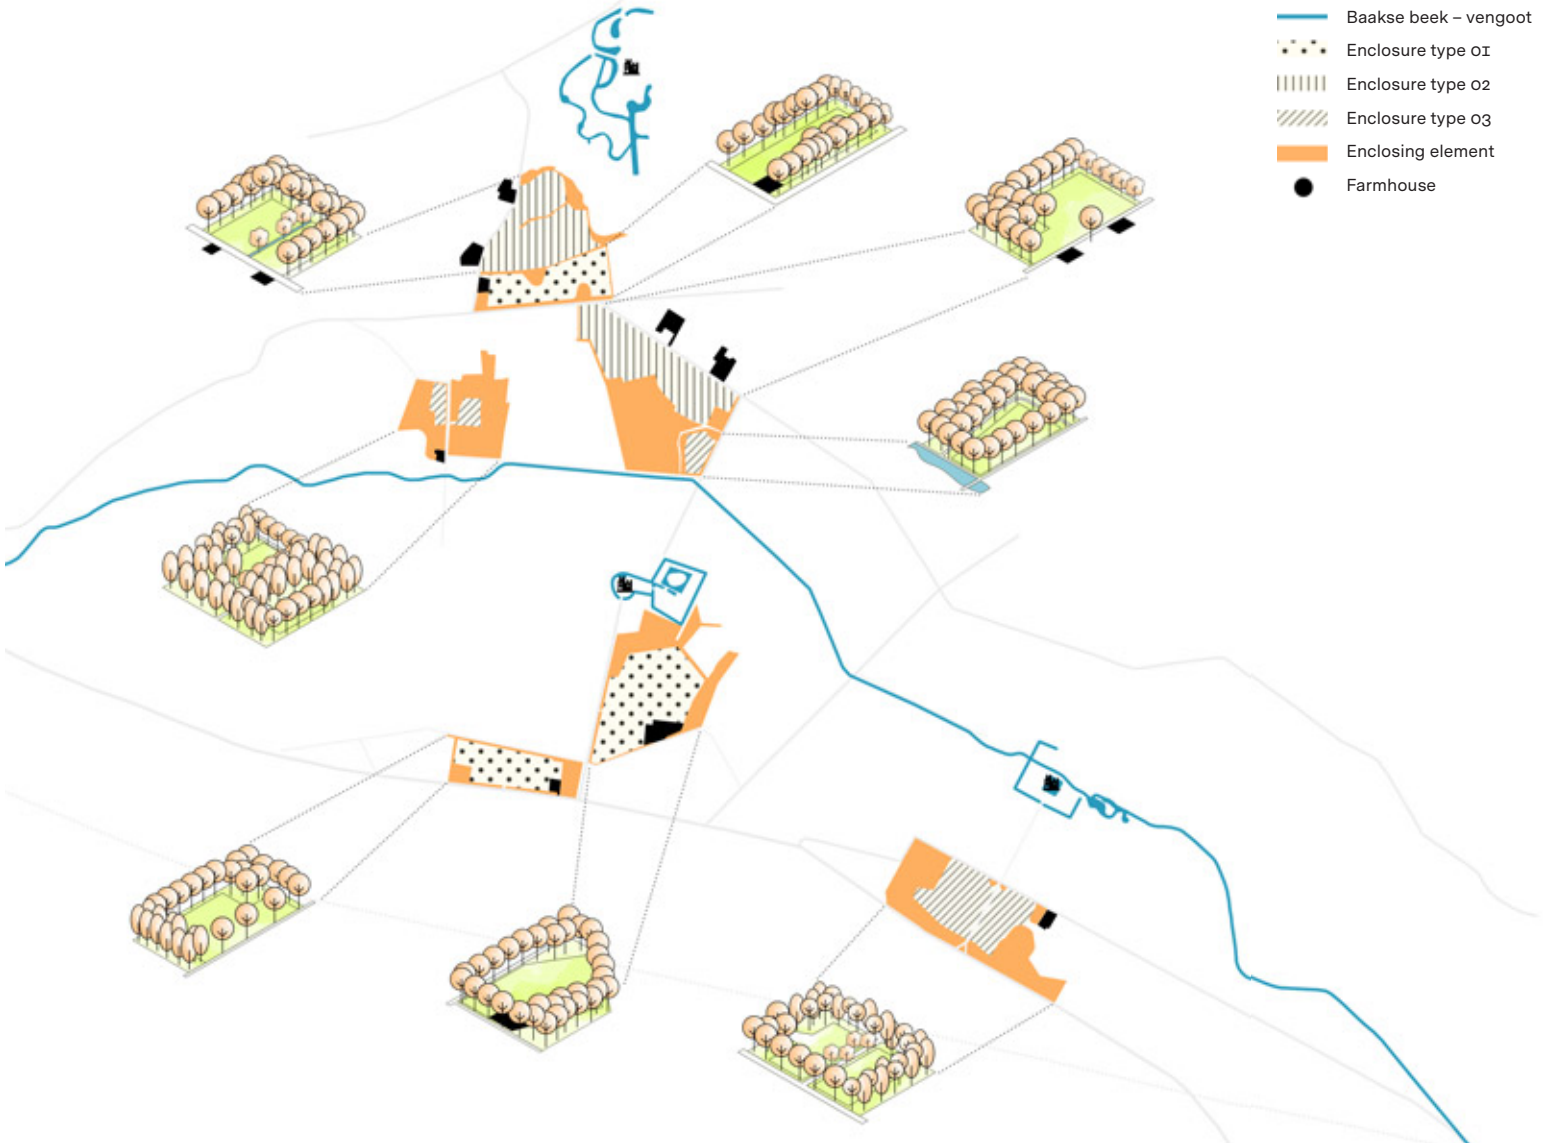 Baakse beek – vengoot
Enclosure type 01
Enclosure type 02
Enclosure type 03
Enclosing element
Farmhouse